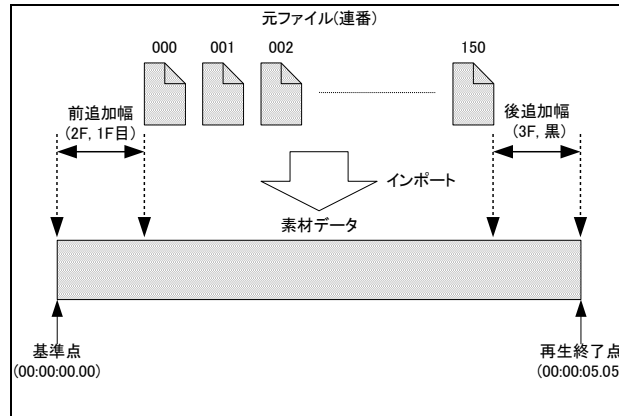 元ファイル(連番)
000 001 002 150
前追加幅
(2F, 1F目)
後追加幅
(3F, 黒)
インポート
素材データ
基準点
(00:00:00.00)
再生終了点
(00:00:05.05)